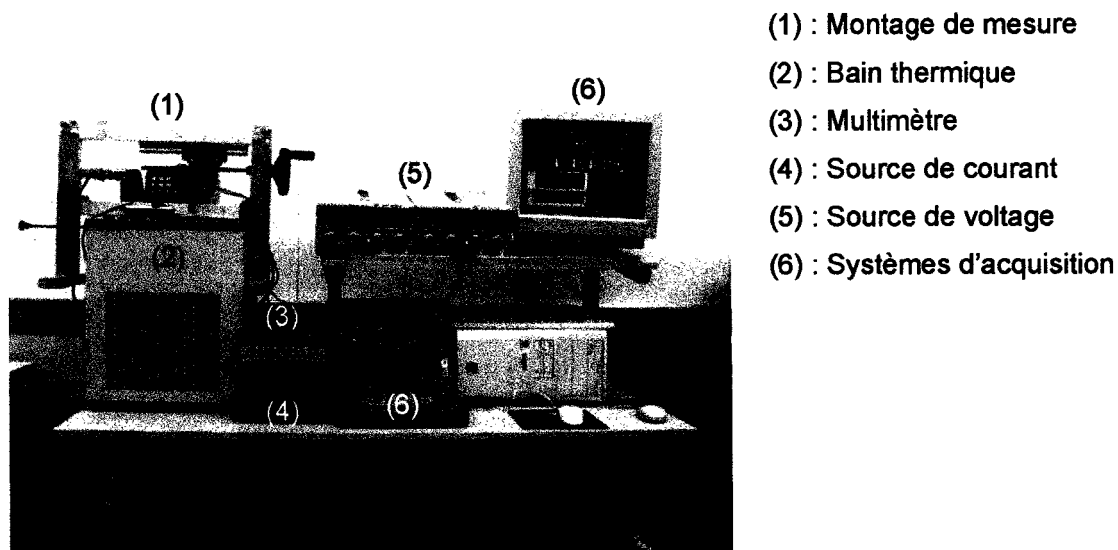 (1) : Montage de mesure
(2) : Bain thermique
(3) : Multimètre
(4) : Source de courant
(5) : Source de voltage
(6) : Systèmes d'acquisition
(1)
(6)
(5)
(2)
(3)
(4)
(6)